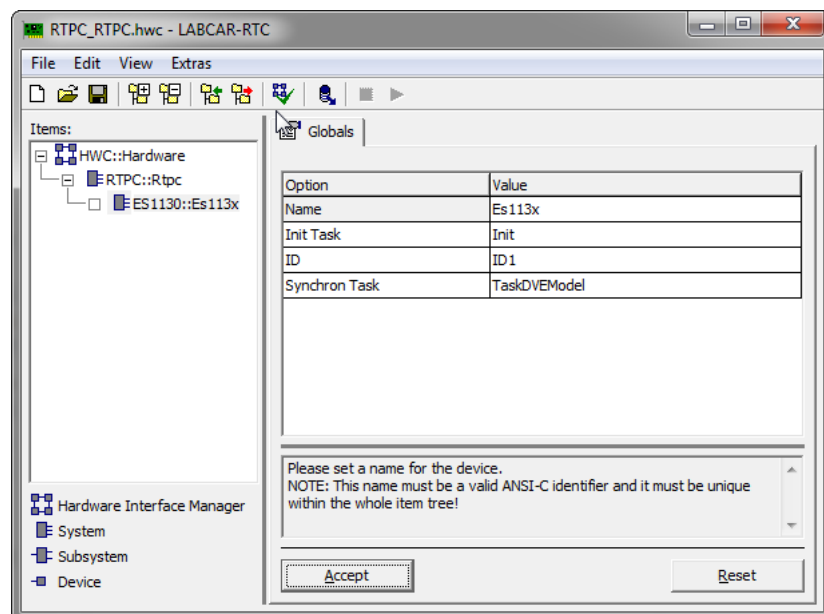 RTPC_RTPC.hwc - LABCAR-RTC
File Edit View Extras
Items:
HWC::Hardware
RTPC::Rtpc
ES1130::Es113x
Globals
Option Value
Name Es113x
Init Task Init
ID ID1
Synchron Task TaskDVEModel
Please set a name for the device.
NOTE: This name must be a valid ANSI-C identifier and it must be unique
within the whole item tree!
Hardware Interface Manager
System
Subsystem
Device
Accept Reset